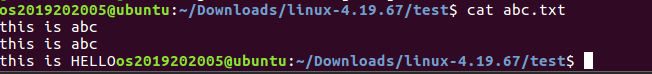 os2019202005@ubuntu:~/Downloads/linux-4.19.67/test$ cat abc.txt
this is abc
this is abc
this is HELLOos2019202005@ubuntu:~/Downloads/linux-4.19.67/test$